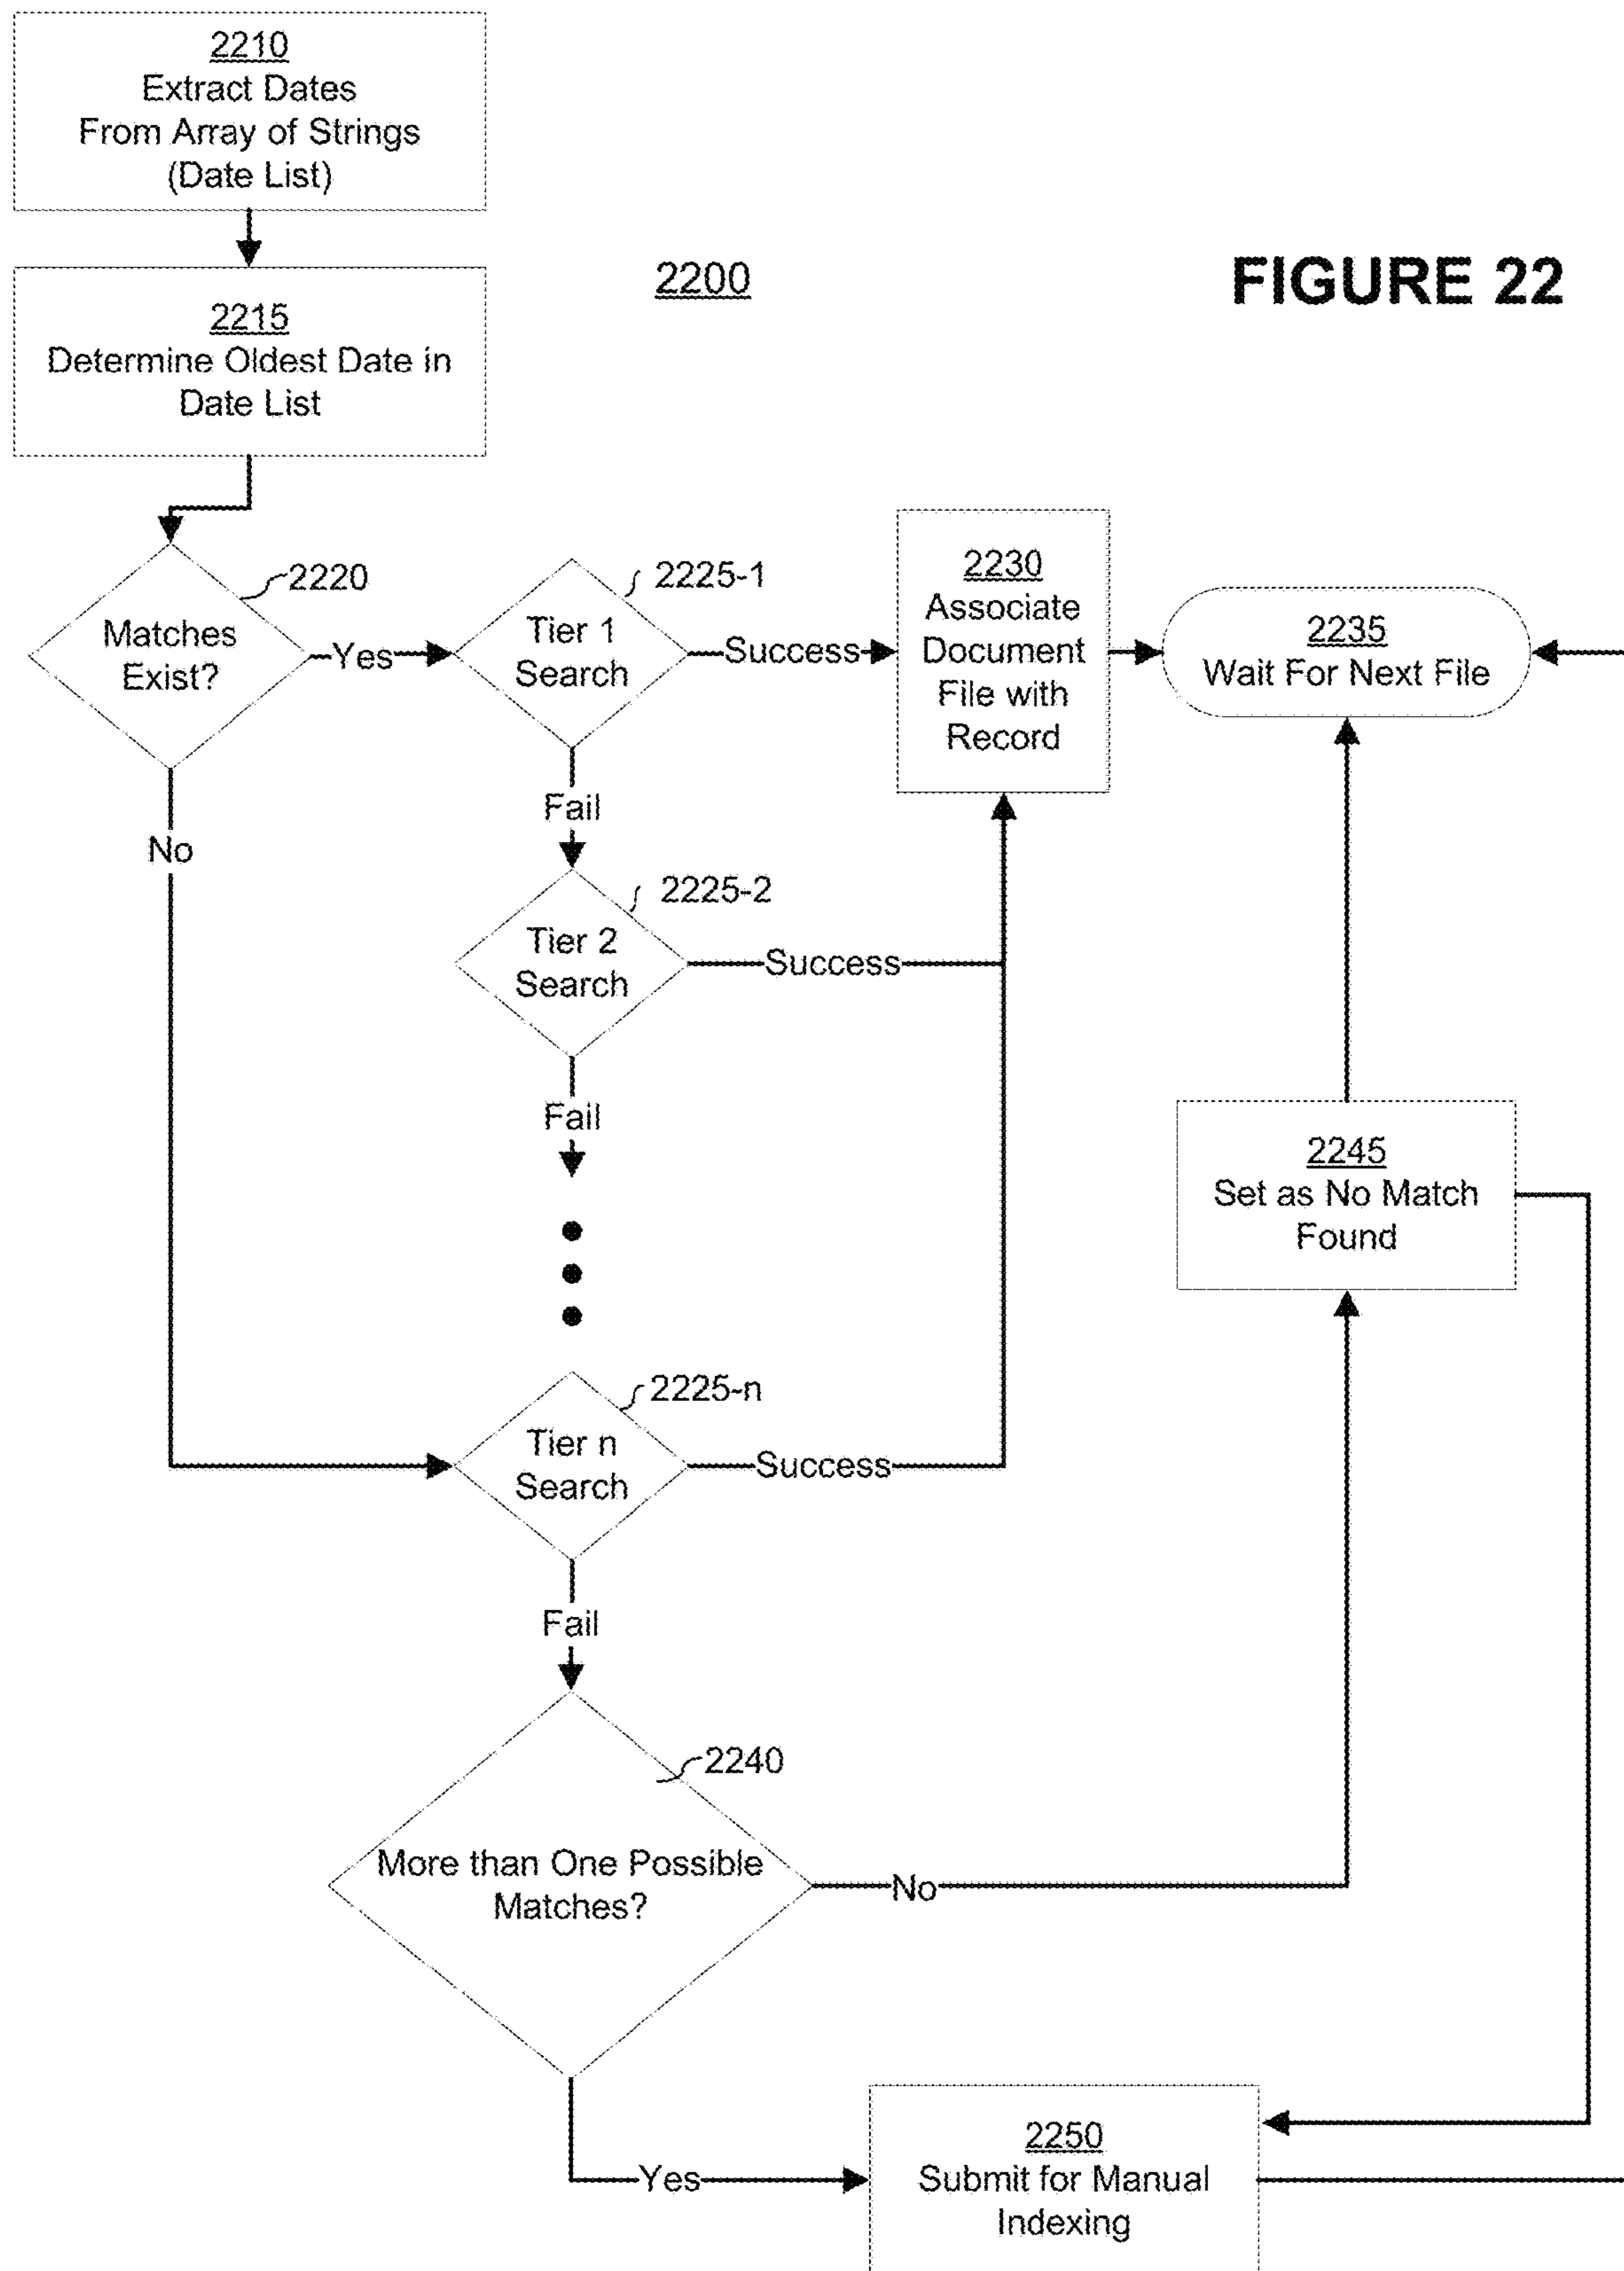 2210
Extract Dates
From Array of Strings
(Date List)
2200
FIGURE 22
2215
Determine Oldest Date in
Date List
2220
Matches
Exist?
Yes
No
2225-1
Tier 1
Search
Success
Fail
2230
Associate
Document
File with
Record
2235
Wait For Next File
2225-2
Tier 2
Search
Success
Fail
2245
Set as No Match
Found
2225-n
Tier n
Search
Success
Fail
2240
More than One Possible
Matches?
No
Yes
2250
Submit for Manual
Indexing